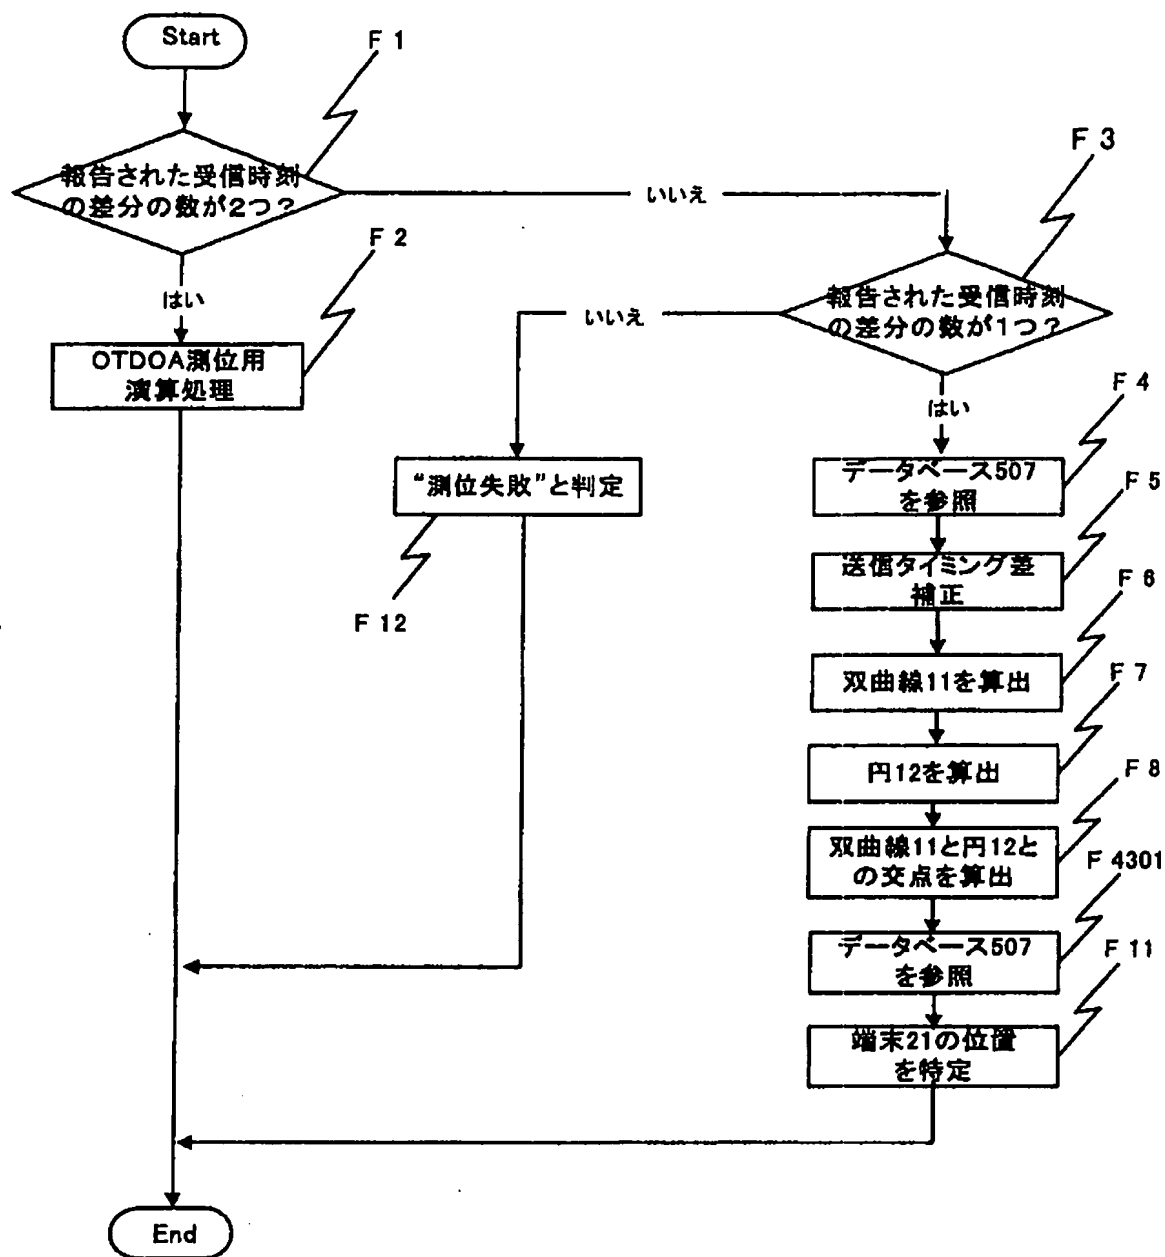 Start
F 1
報告された受信時刻
の差分の数が2つ？
いいえ
F 3
F 2
はい
報告された受信時刻
の差分の数が1つ？
いいえ
OTDOA測位用
演算処理
はい
F 4
“測位失敗”と判定
データベース507
を参照
F 5
送信タイミング差
補正
F 12
F 6
双曲線11を算出
F 7
円12を算出
F 8
双曲線11と円12と
の交点を算出
F 4301
データベース507
を参照
F 11
端末21の位置
を特定
End